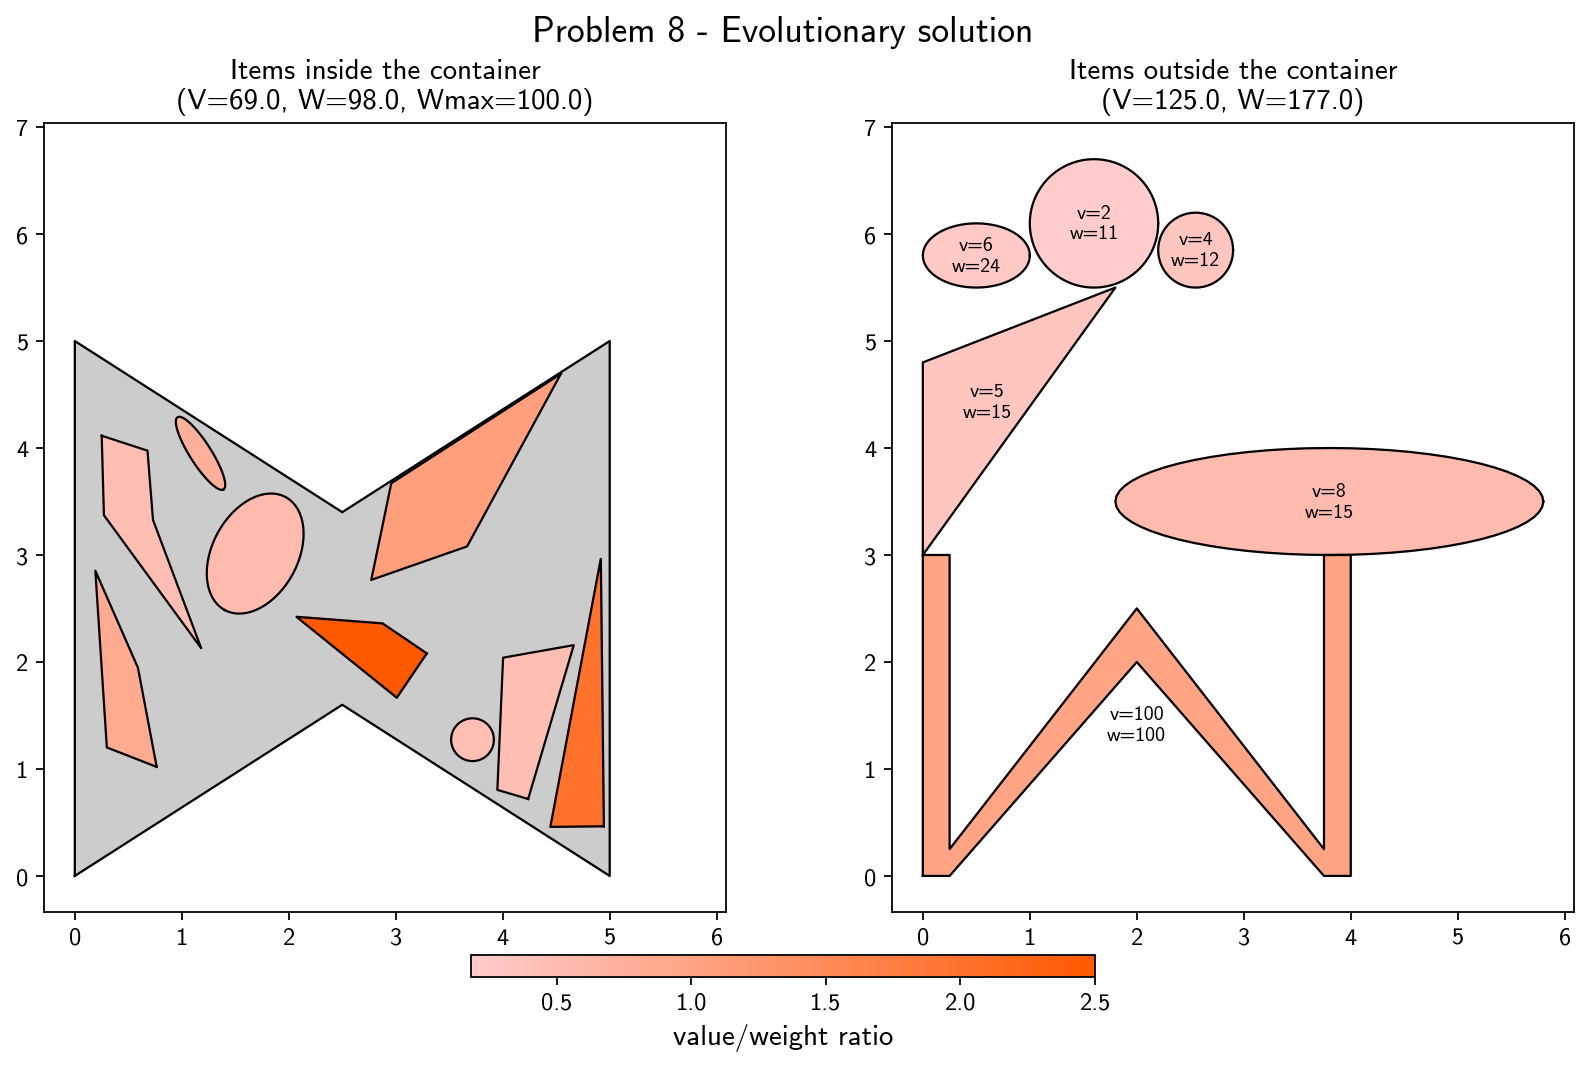 Problem 8 - Evolutionary solution
Items inside the container
(V=69.0, W=98.0, Wmax=100.0)
7
6
5
4
3
2
1
0
0 1 2 3 4 5 6
Items outside the container
(V=125.0, W=177.0)
7
6
5
4
3
2
1
0
v=2
w=11
v=6
w=24
v=4
w=12
v=5
w=15
v=8
w=15
v=100
w=100
0 1 2 3 4 5 6
0.5 1.0 1.5 2.0 2.5
value/weight ratio